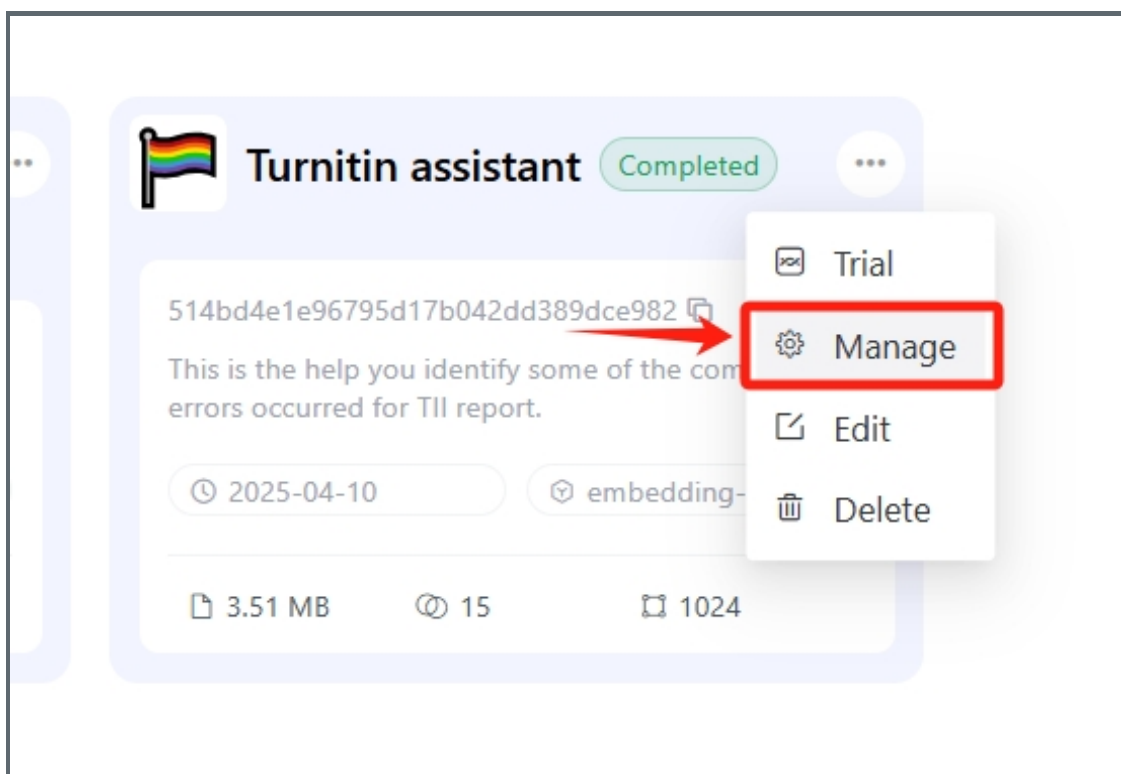 Turnitin assistant Completed
Trial
514bd4e1e96795d17b042dd389dce982
Manage
This is the help you identify some of the
errors occurred for TII report.
Edit
2025-04-10 embedding-
Delete
3.51 MB 15 1024